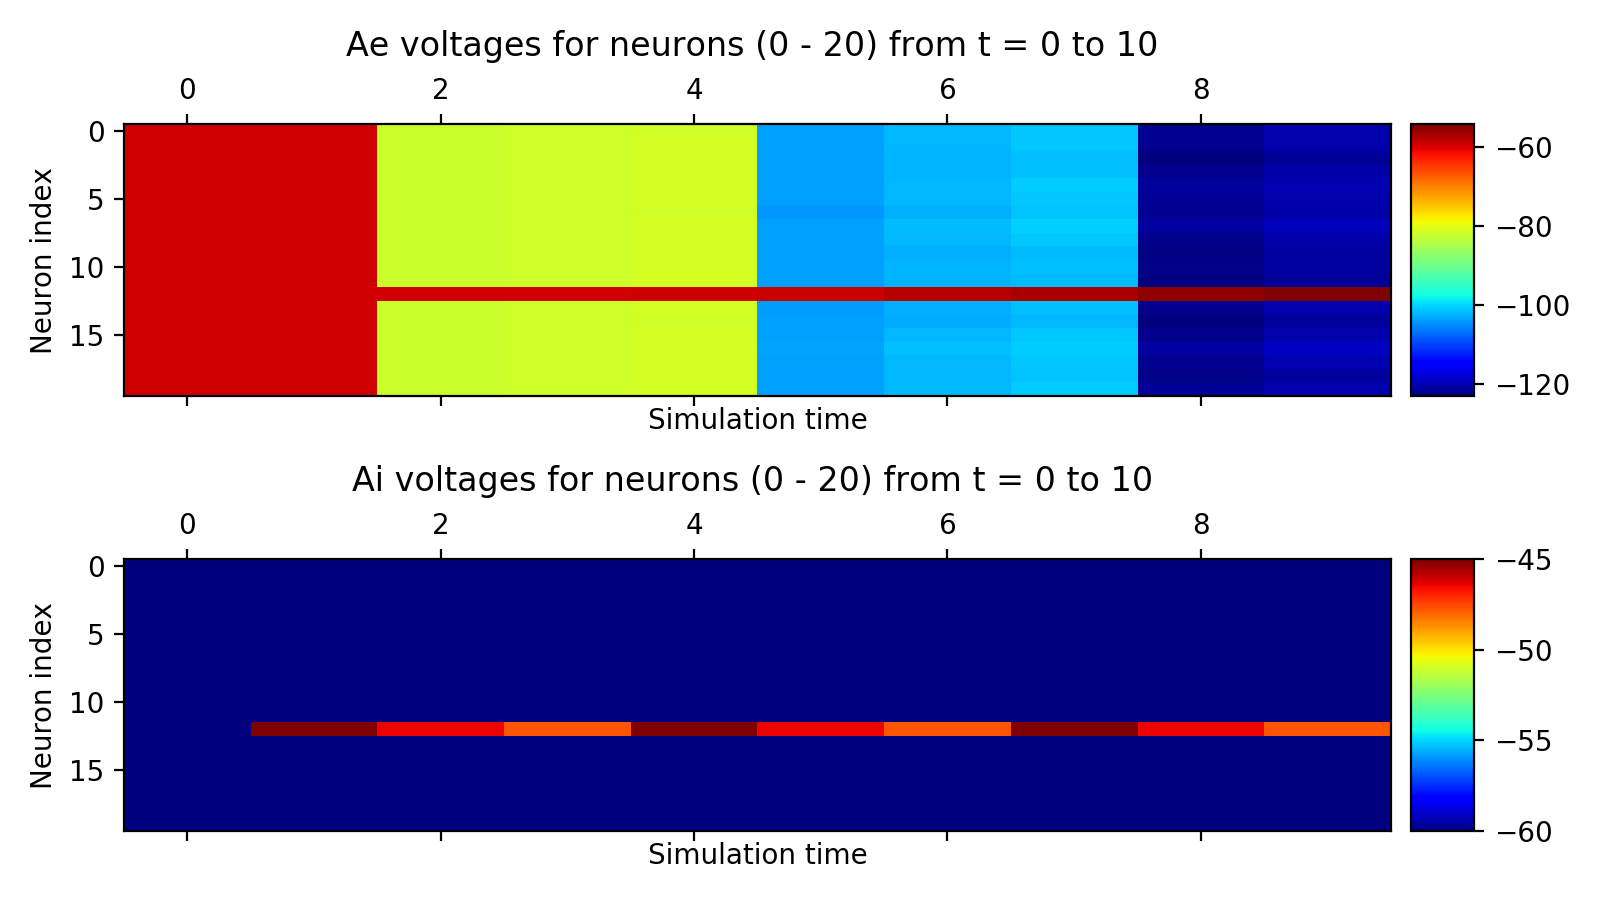 Ae voltages for neurons (0 - 20) from t = 0 to 10
0 2 4 6 8
Neuron index
0
5
10
15
Simulation time
−60
−80
−100
−120
Ai voltages for neurons (0 - 20) from t = 0 to 10
0 2 4 6 8
Neuron index
0
5
10
15
Simulation time
−45
−50
−55
−60